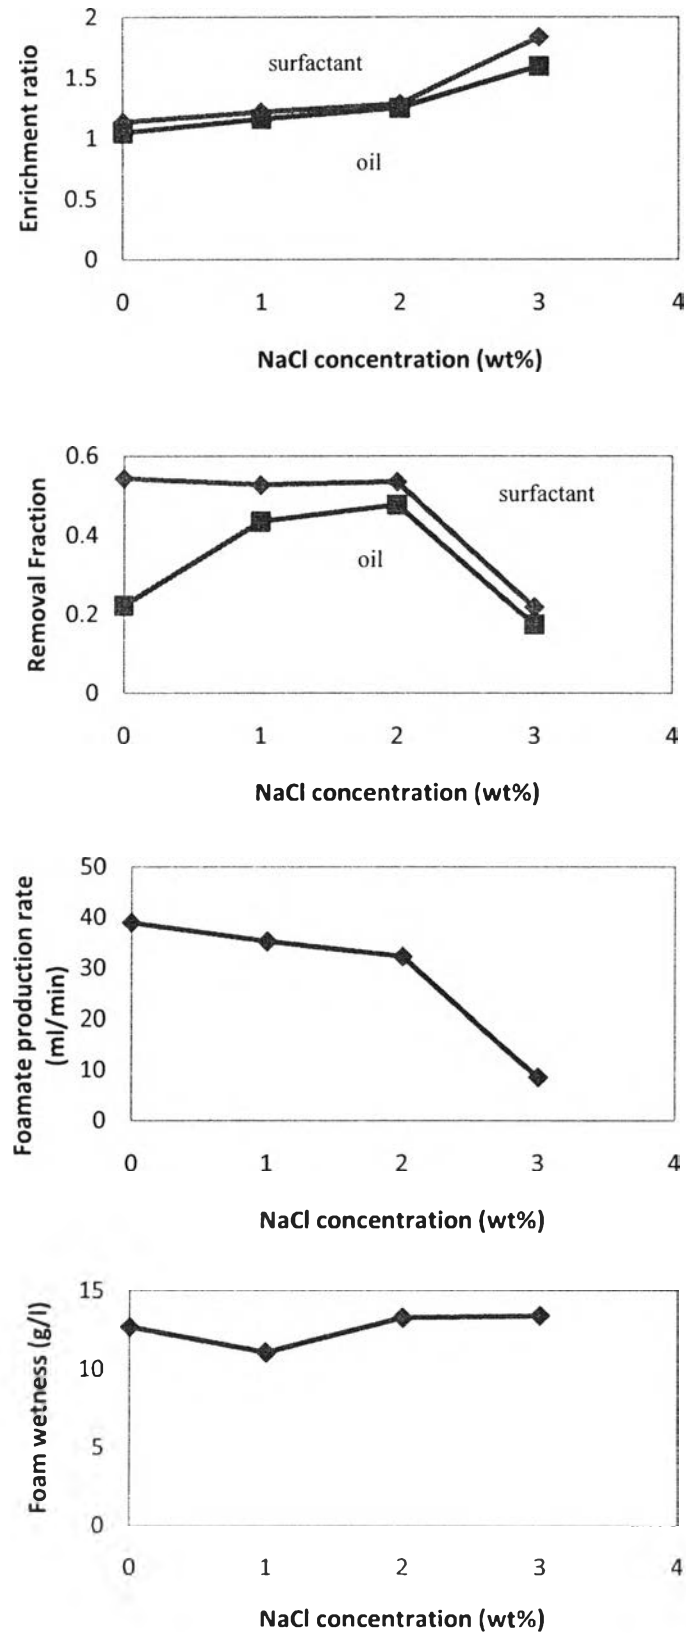 2
1.5
1
0.5
0
Enrichment ratio
surfactant
oil
0 1 2 3 4
NaCl concentration (wt%)
0.6
0.4
0.2
0
Removal Fraction
surfactant
oil
0 1 2 3 4
NaCl concentration (wt%)
50
40
30
20
10
0
Foamate production rate
(ml/min)
0 1 2 3 4
NaCl concentration (wt%)
15
10
5
0
Foam wetness (g/l)
0 1 2 3 4
NaCl concentration (wt%)